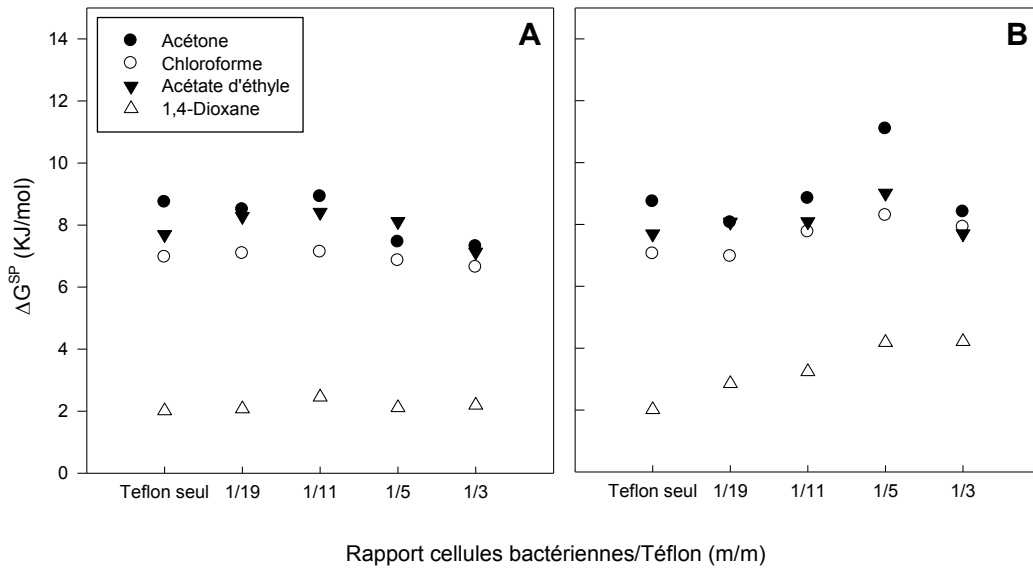 14
12
10
8
6
4
2
0
ΔG^SP (KJ/mol)
Acétone
Chloroforme
Acétate d'éthyle
1,4-Dioxane
A
B
Teflon seul 1/19 1/11 1/5 1/3
Teflon seul 1/19 1/11 1/5 1/3
Rapport cellules bactériennes/Téflon (m/m)